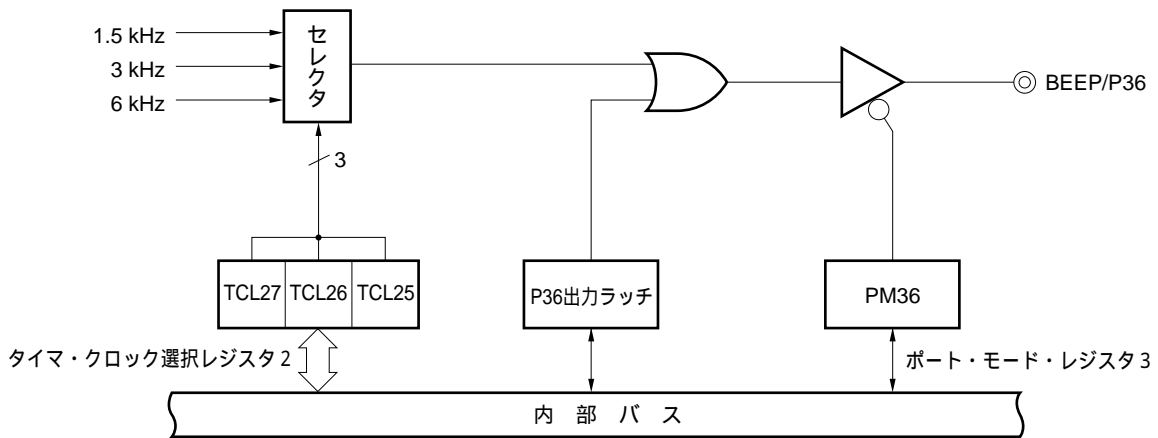 1.5 kHz
3 kHz
6 kHz
セレクタ
3
BEEP/P36
TCL27 TCL26 TCL25
P36出力ラッチ
PM36
タイマ・クロック選択レジスタ2
ポート・モード・レジスタ3
内 部 バ ス